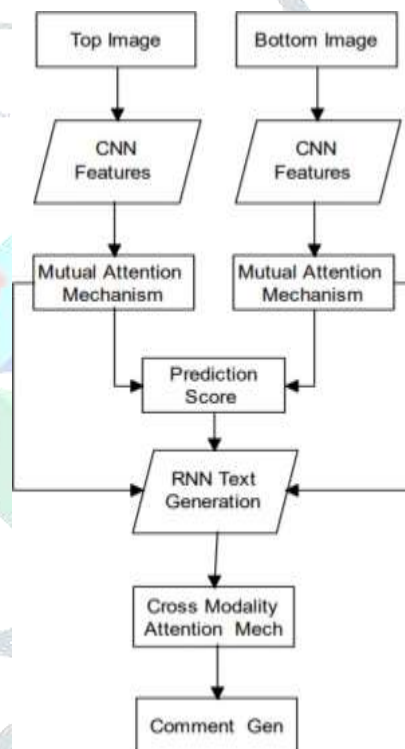 Top Image
Bottom Image
CNN
Features
CNN
Features
Mutual Attention
Mechanism
Mutual Attention
Mechanism
Prediction
Score
RNN Text
Generation
Cross Modality
Attention Mech
Comment Gen